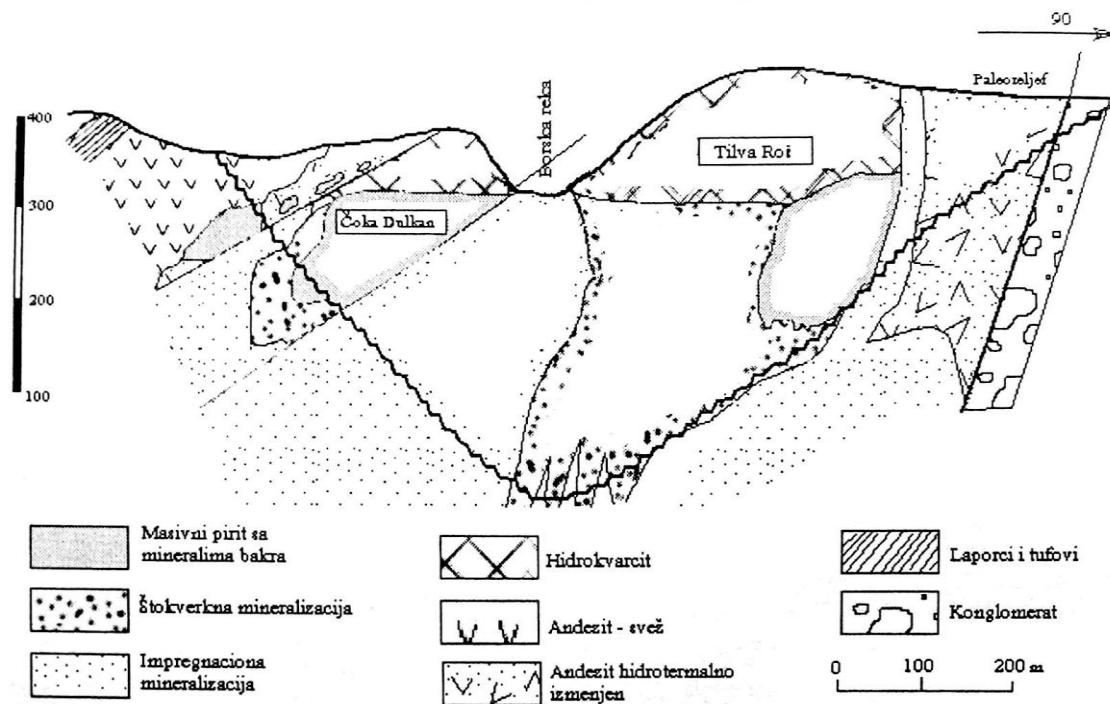 90
Paleoreljef
400
300
200
100
Borska reka
Tilva Roš
Čoka Dulkan
Masivni pirit sa
mineralima bakra
Štokverkna mineralizacija
Impregnaciona
mineralizacija
Hidrokvarcit
Andezit - svež
Andezit hidrotermalno
izmenjen
Laporci i tufovi
Konglomerat
0 100 200 m